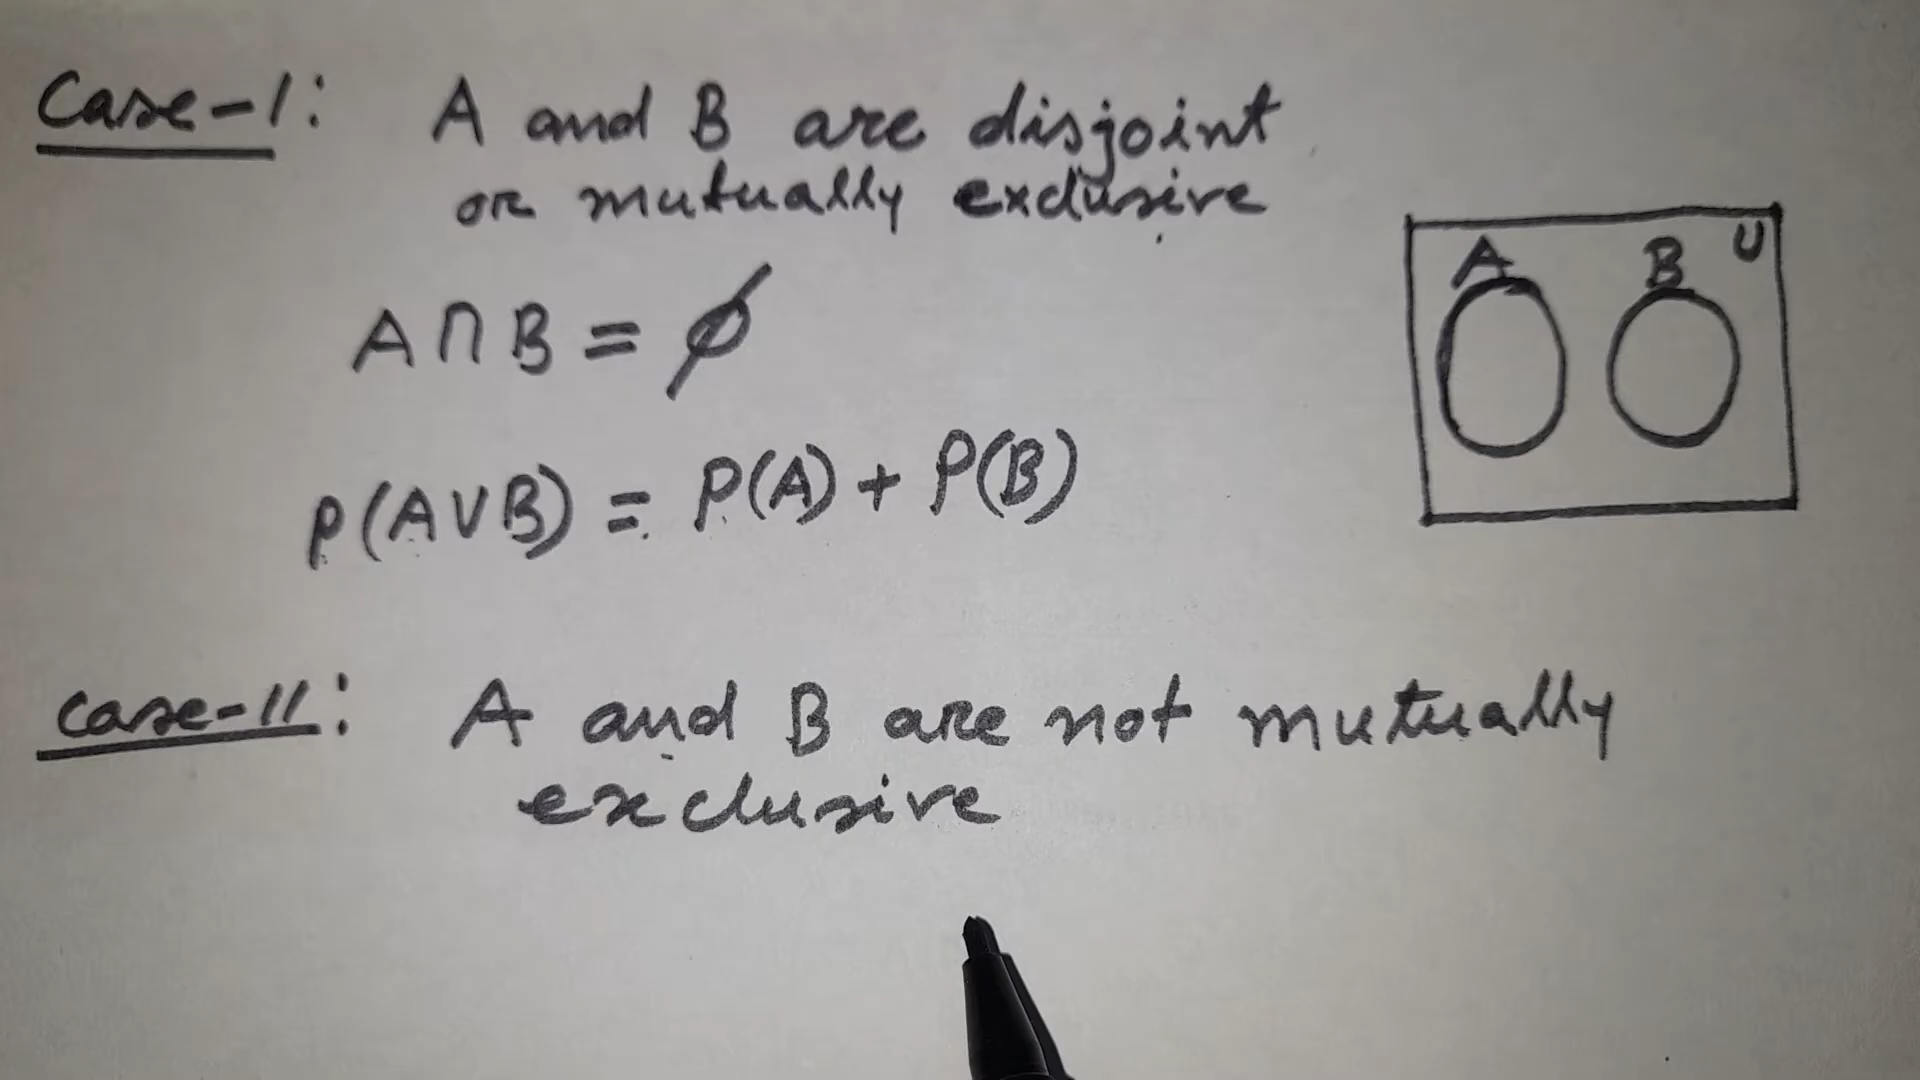 Case-I: A and B are disjoint
or mutually exclusive
A B U
A∩B = φ
P(A∪B) = P(A) + P(B)
case-II: A and B are not mutually
exclusive